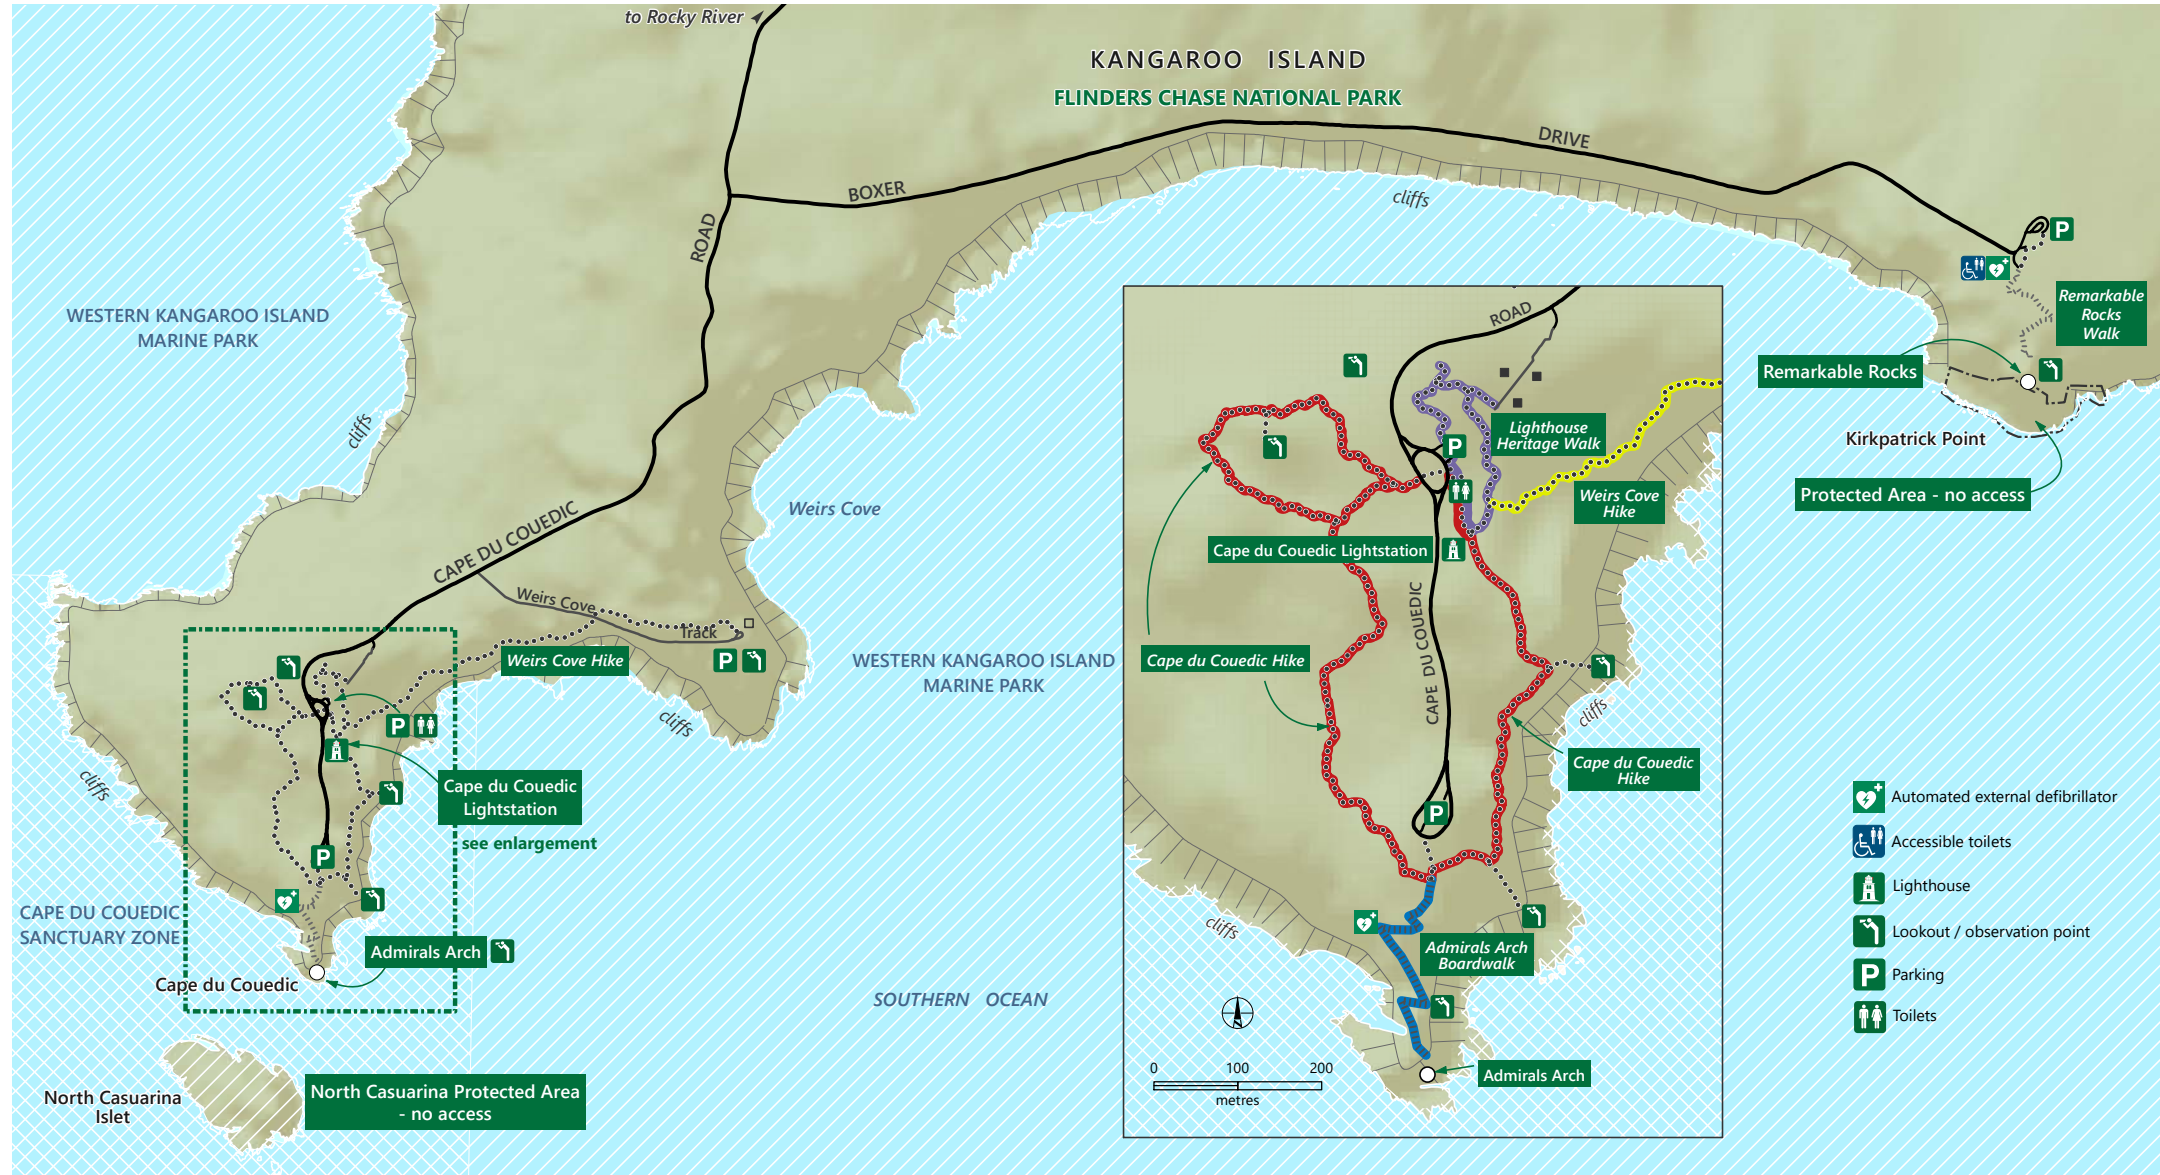 to Rocky River
KANGAROO ISLAND
FLINDERS CHASE NATIONAL PARK
DRIVE
BOXER
cliffs
ROAD
P
WESTERN KANGAROO ISLAND
MARINE PARK
cliffs
Remarkable
Rocks
Walk
Remarkable Rocks
Kirkpatrick Point
Protected Area - no access
Weirs Cove
CAPE DU COUEDIC
Weirs Cove
Track
Weirs Cove Hike
P
WESTERN KANGAROO ISLAND
MARINE PARK
cliffs
P
cliffs
Cape du Couedic
Lightstation
see enlargement
P
CAPE DU COUEDIC
SANCTUARY ZONE
Admirals Arch
Cape du Couedic
SOUTHERN OCEAN
North Casuarina
Islet
North Casuarina Protected Area
- no access
ROAD
Lighthouse
Heritage Walk
P
Weirs Cove
Hike
Cape du Couedic Lightstation
CAPE DU COUEDIC
Cape du Couedic Hike
cliffs
Cape du Couedic
Hike
P
cliffs
Admirals Arch
Boardwalk
0 100 200
metres
Admirals Arch
Automated external defibrillator
Accessible toilets
Lighthouse
Lookout / observation point
P Parking
Toilets